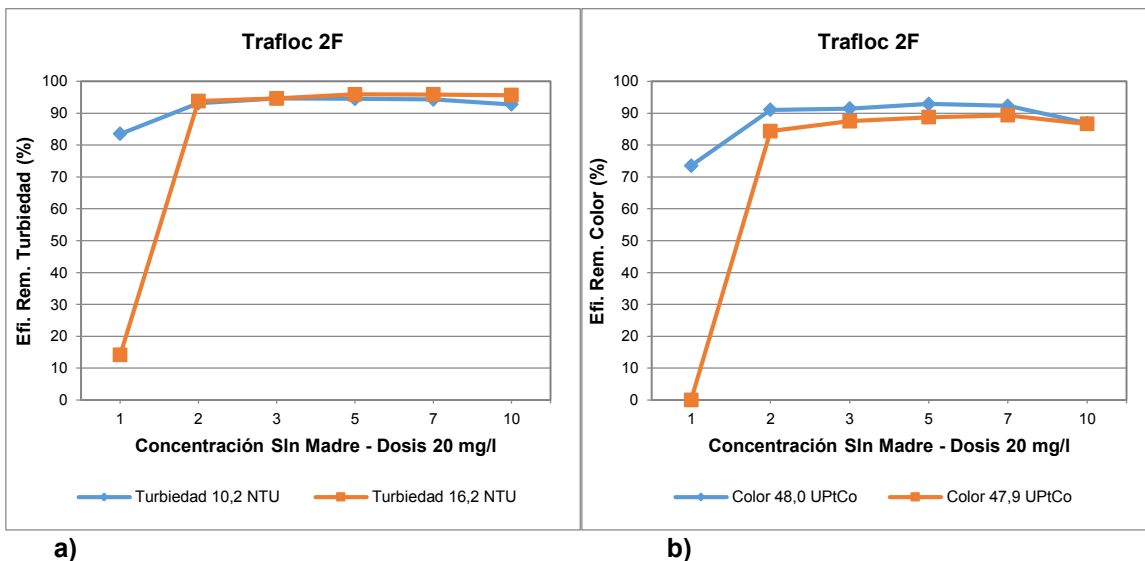 Trafloc 2F
Efi. Rem. Turbiedad (%)
100
90
80
70
60
50
40
30
20
10
0
1 2 3 5 7 10
Concentración Sln Madre - Dosis 20 mg/l
Turbiedad 10,2 NTU Turbiedad 16,2 NTU
a)
Trafloc 2F
Efi. Rem. Color (%)
100
90
80
70
60
50
40
30
20
10
0
1 2 3 5 7 10
Concentración Sln Madre - Dosis 20 mg/l
Color 48,0 UPtCo Color 47,9 UPtCo
b)